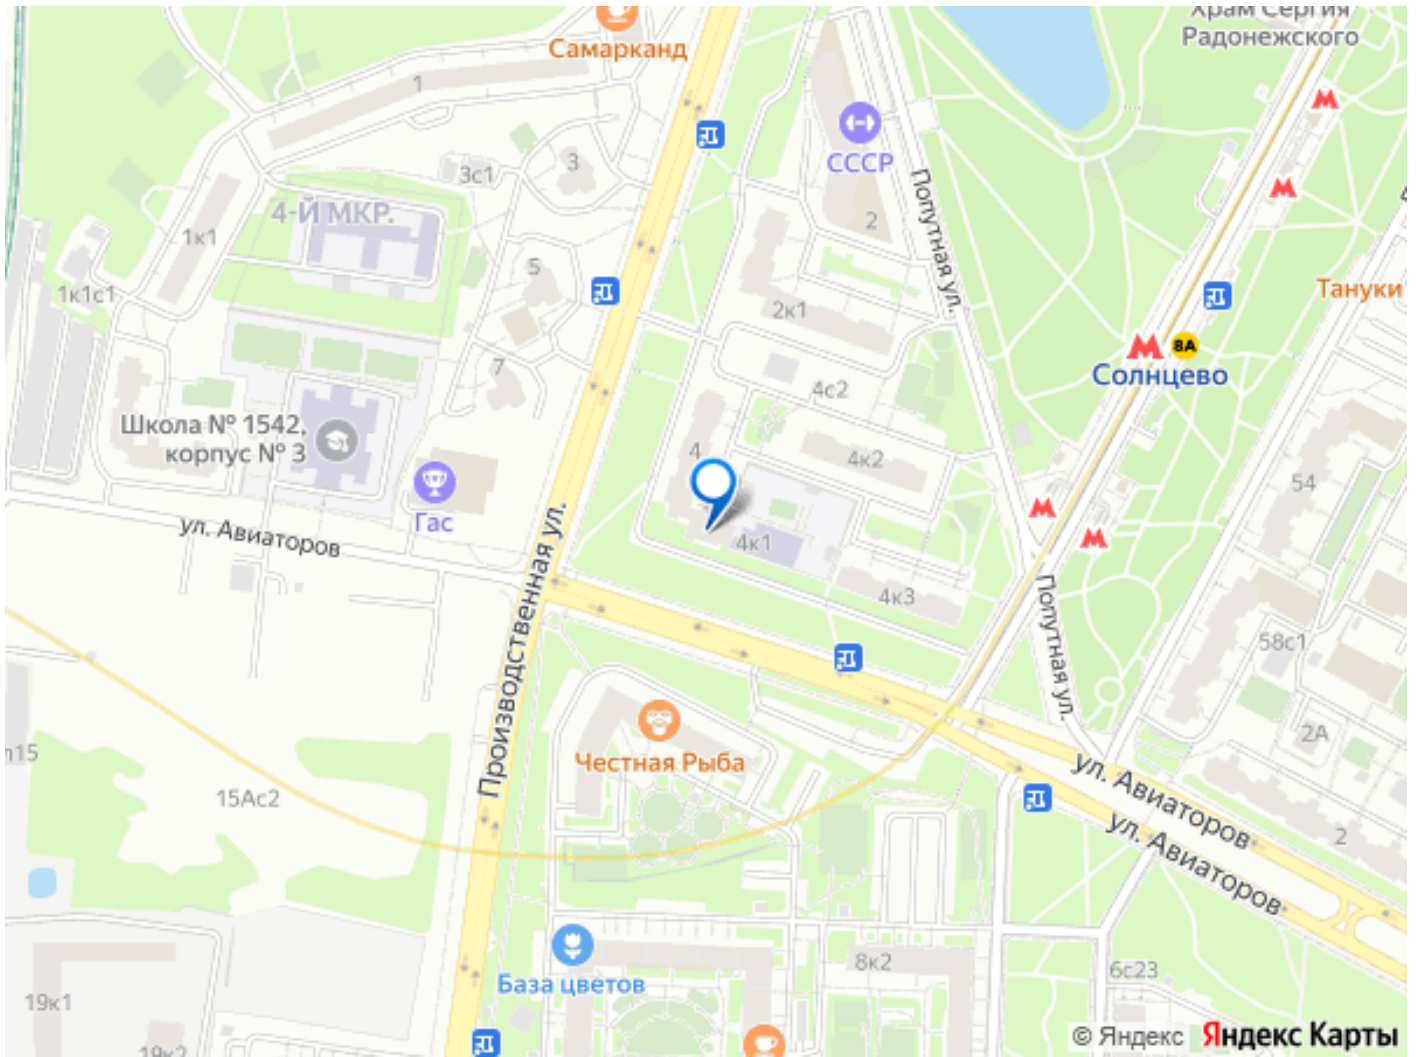 Храм Сергия
Радонежского
Самарканд
1
СССР
3
3с1
4-Й МКР.
2
Попутная ул.
1к1
5
1к1с1
2к1
Тануки
8А
Солнцево
7
4с2
Школа № 1542,
корпус № 3
4
4к2
54
Гас
ул. Авиаторов
Производственная ул.
4к1
4к3
Попутная ул.
58с1
2А
Честная Рыба
15Ас2
ул. Авиаторов
ул. Авиаторов
2
8к2
6с23
База цветов
19к1
19к2
© Яндекс Яндекс Карты